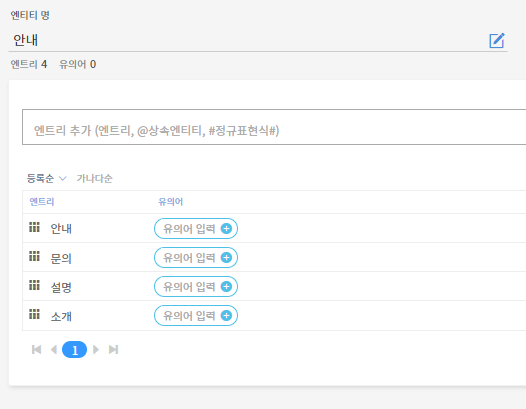 엔티티 명
안내
엔트리 4 유의어 0
엔트리 추가 (엔트리, @상속엔티티, #정규표현식#)
등록순 가나다순
엔트리 유의어
안내 유의어 입력
문의 유의어 입력
설명 유의어 입력
소개 유의어 입력
1